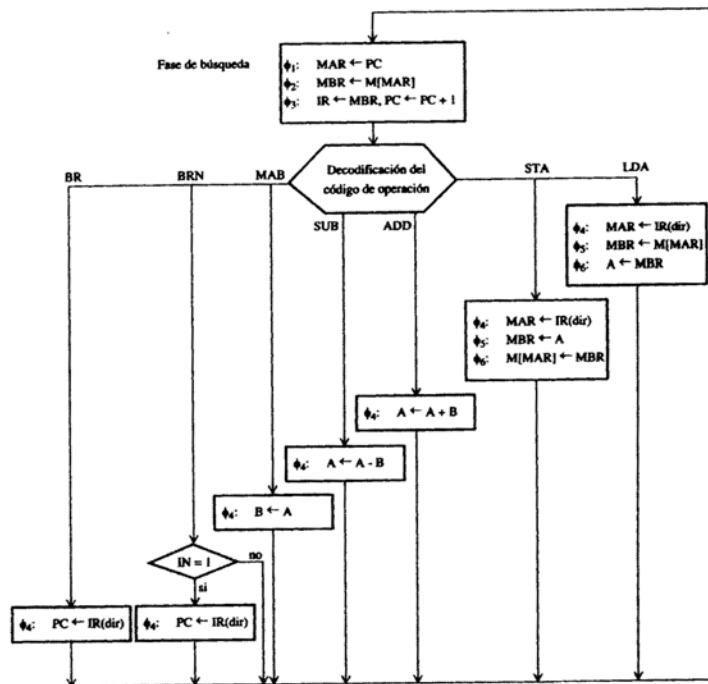 Fase de búsqueda
ϕ₁: MAR ← PC
ϕ₂: MBR ← M[MAR]
ϕ₃: IR ← MBR, PC ← PC + 1
Decodificación del
código de operación
BR
BRN
MAB
SUB
ADD
STA
LDA
ϕ₄: MAR ← IR(dir)
ϕ₅: MBR ← M[MAR]
ϕ₆: A ← MBR
ϕ₄: MAR ← IR(dir)
ϕ₅: MBR ← A
ϕ₆: M[MAR] ← MBR
ϕ₄: A ← A + B
ϕ₄: A ← A - B
ϕ₄: B ← A
IN = 1
no
si
ϕ₄: PC ← IR(dir)
ϕ₄: PC ← IR(dir)